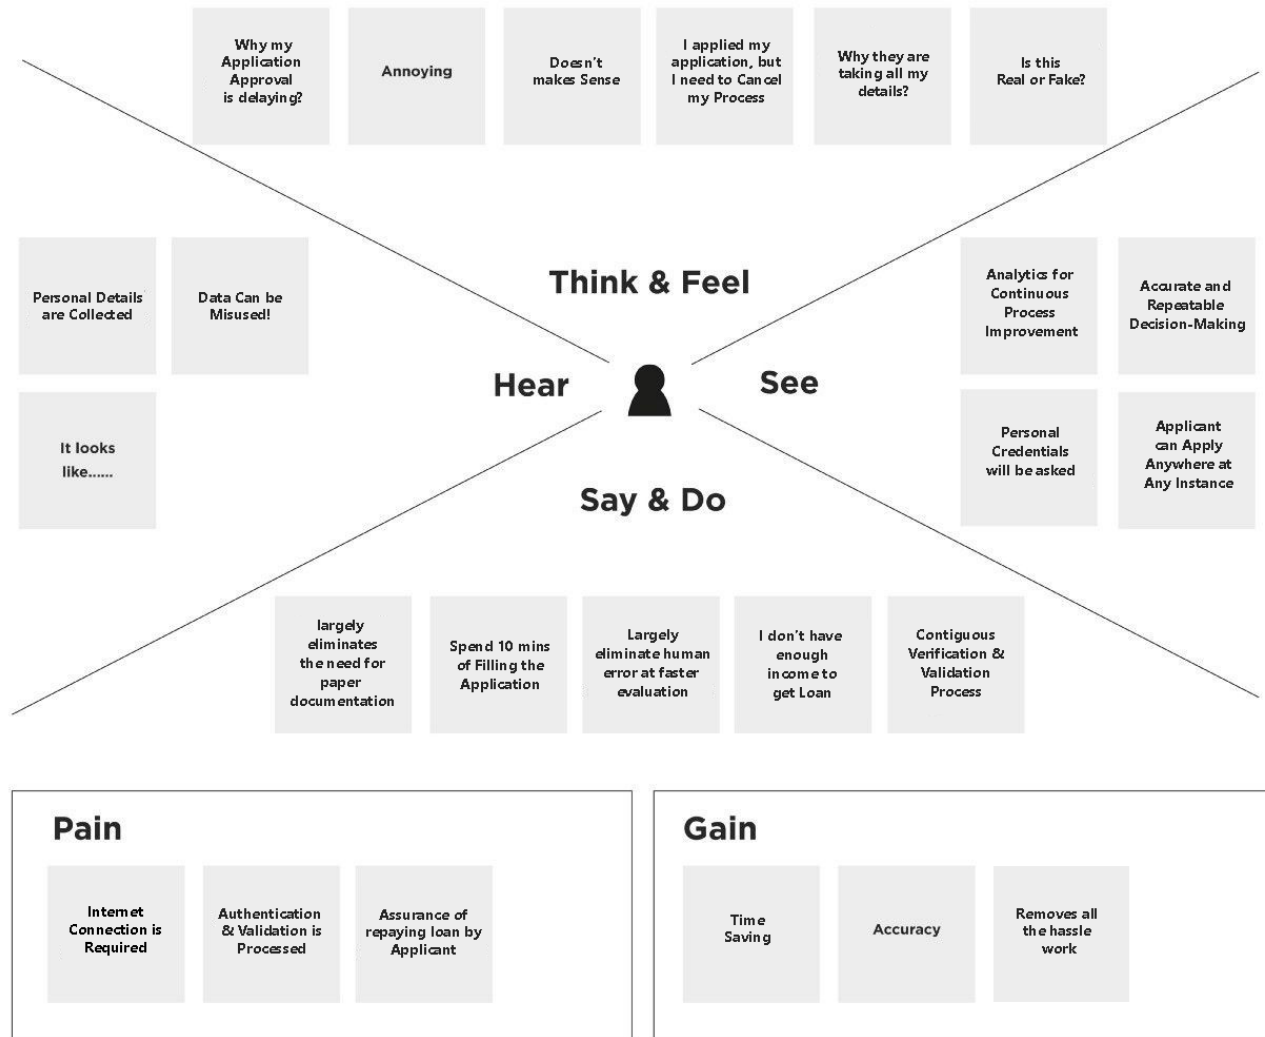 Why my
Application
Approval
is delaying?
Annoying
Doesn't
makes Sense
I applied my
application, but
I need to Cancel
my Process
Why they are
taking all my
details?
Is this
Real or Fake?
Think & Feel
Personal Details
are Collected
Data Can be
Misused!
It looks
like......
Hear
See
Analytics for
Continuous
Process
Improvement
Accurate and
Repeatable
Decision-Making
Personal
Credentials
will be asked
Applicant
can Apply
Anywhere at
Any Instance
Say & Do
largely
eliminates
the need for
paper
documentation
Spend 10 mins
of Filling the
Application
Largely
eliminate human
error at faster
evaluation
I don't have
enough
income to
get Loan
Contiguous
Verification &
Validation
Process
Pain
Internet
Connection is
Required
Authentication
& Validation is
Processed
Assurance of
repaying loan by
Applicant
Gain
Time
Saving
Accuracy
Removes all
the hassle
work